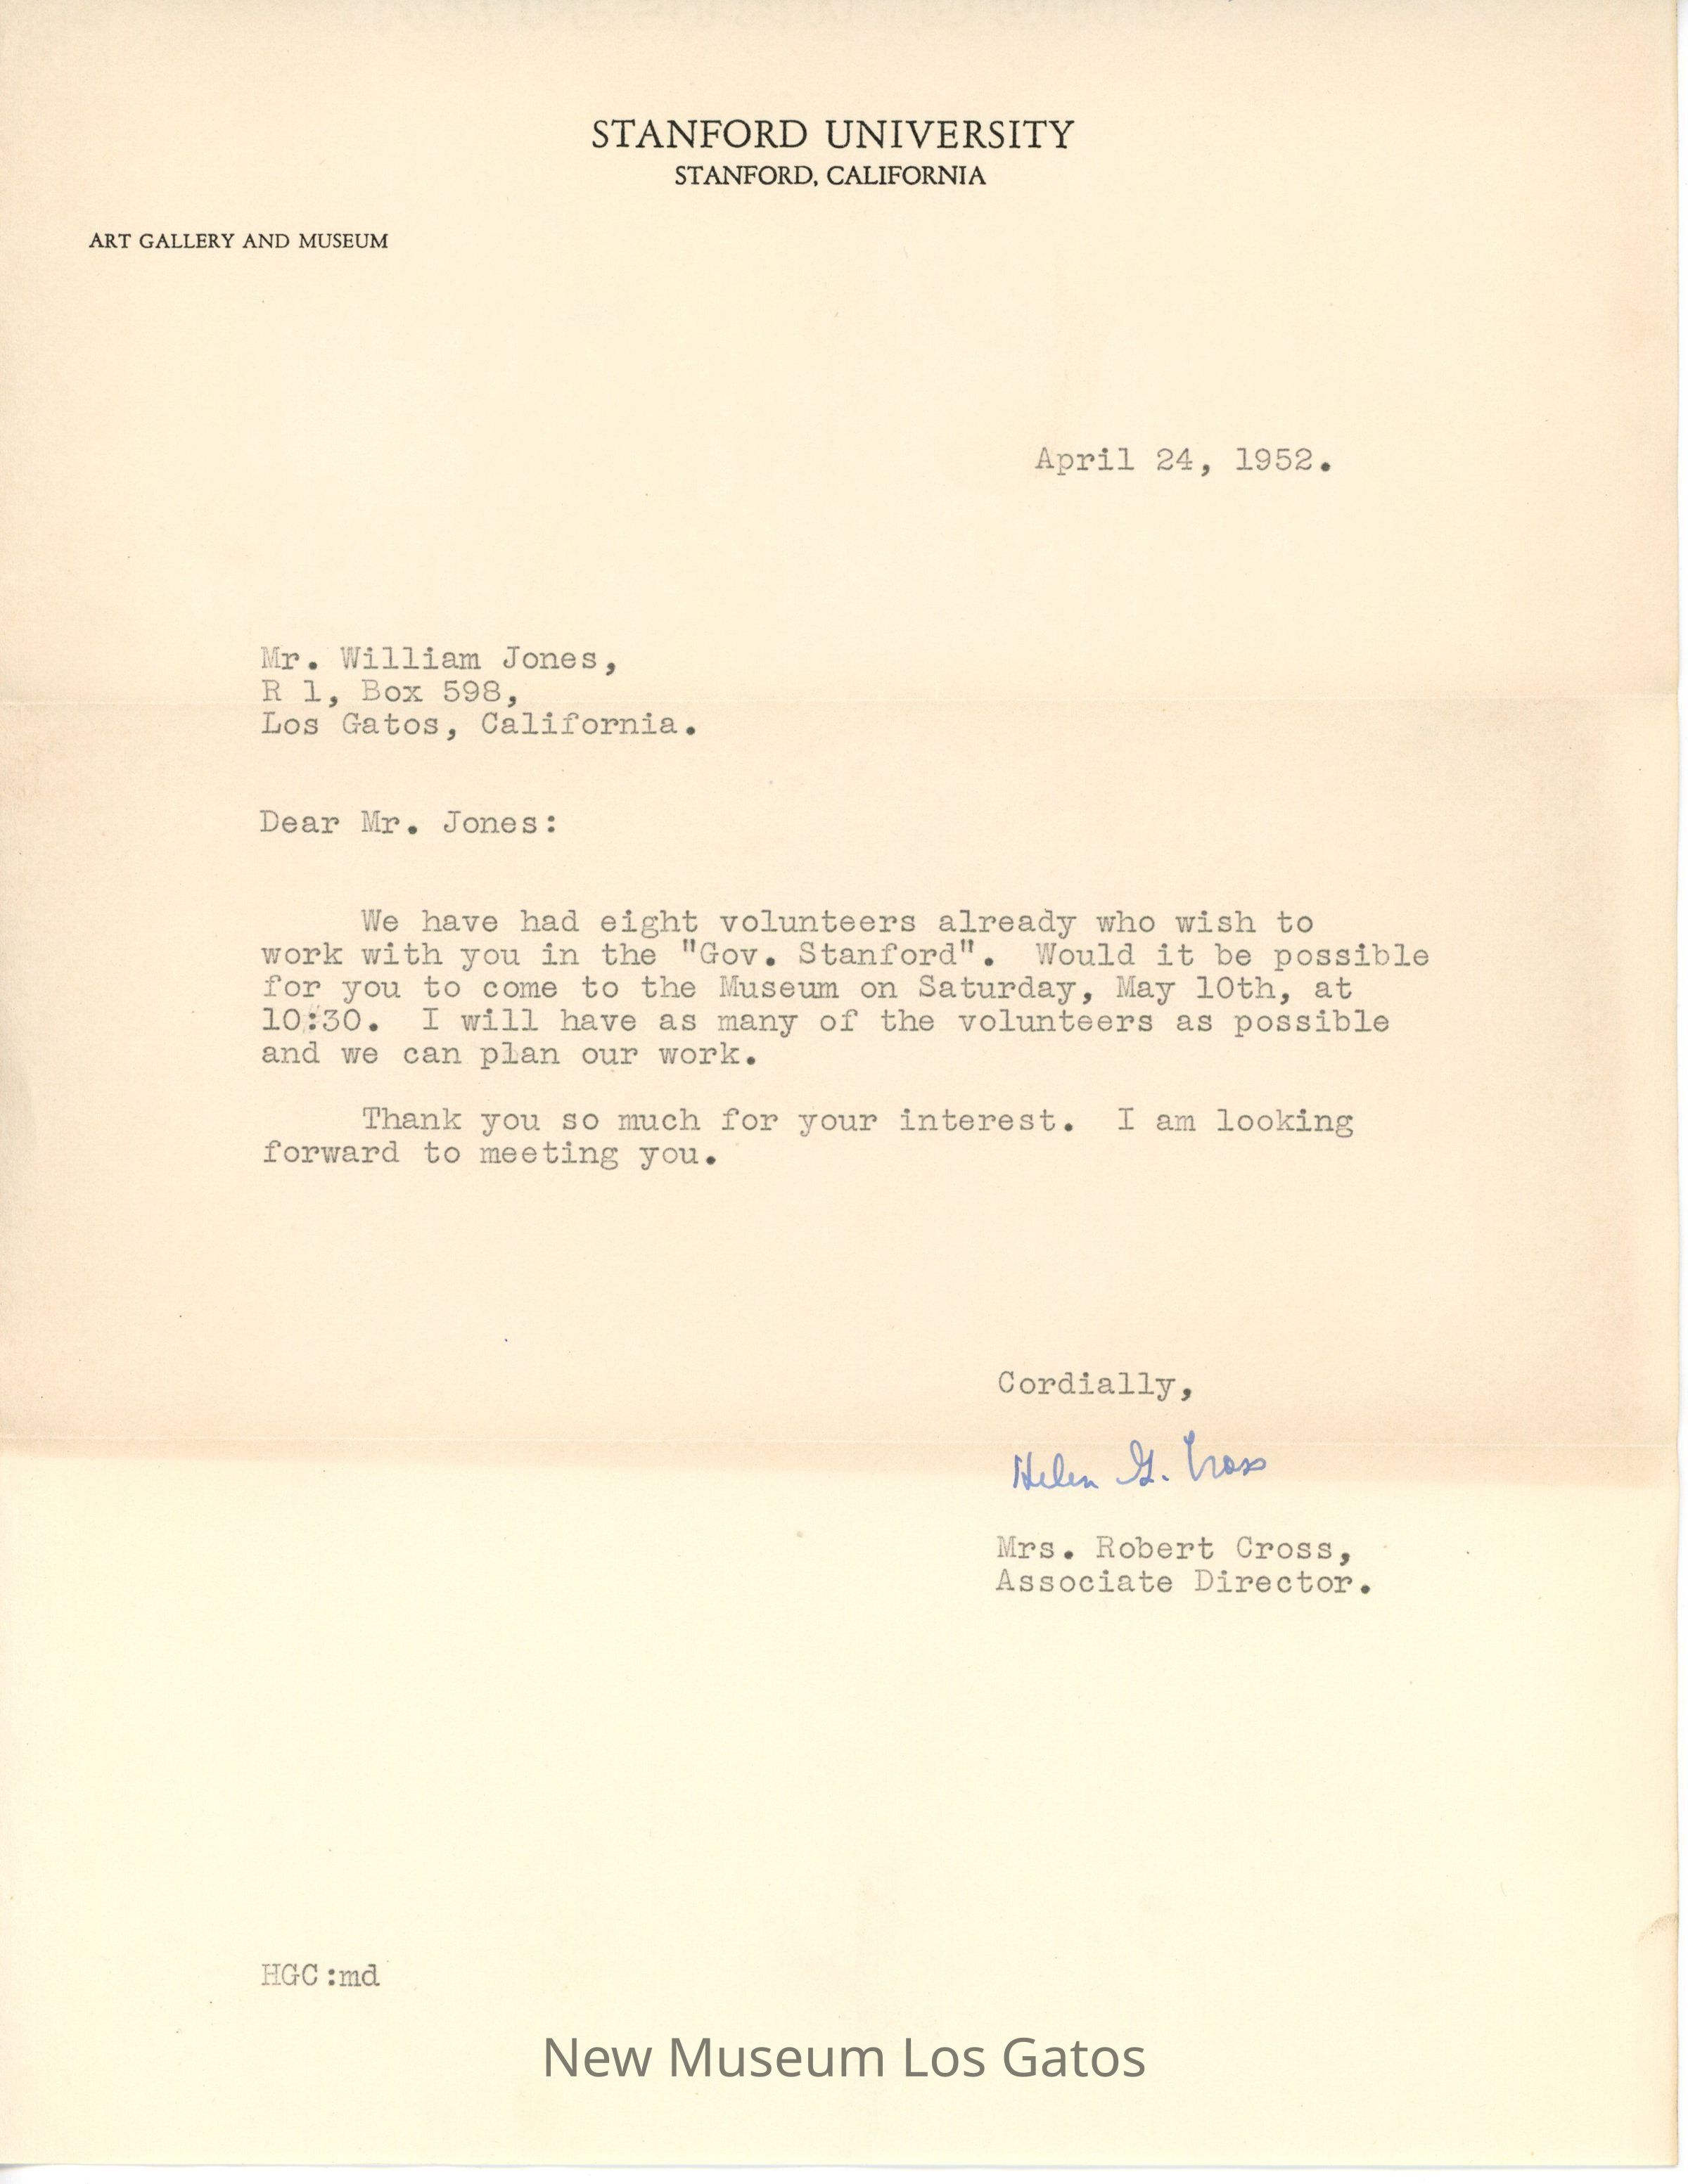 STANFORD UNIVERSITY
STANFORD, CALIFORNIA
ART GALLERY AND MUSEUM
April 24, 1952.
Mr. William Jones,
R 1, Box 598,
Los Gatos, California.
Dear Mr. Jones:
We have had eight volunteers already who wish to
work with you in the "Gov. Stanford". Would it be possible
for you to come to the Museum on Saturday, May 10th, at
10:30. I will have as many of the volunteers as possible
and we can plan our work.
Thank you so much for your interest. I am looking
forward to meeting you.
Cordially,
Helen G. Cross
Mrs. Robert Cross,
Associate Director.
HGC:md
New Museum Los Gatos